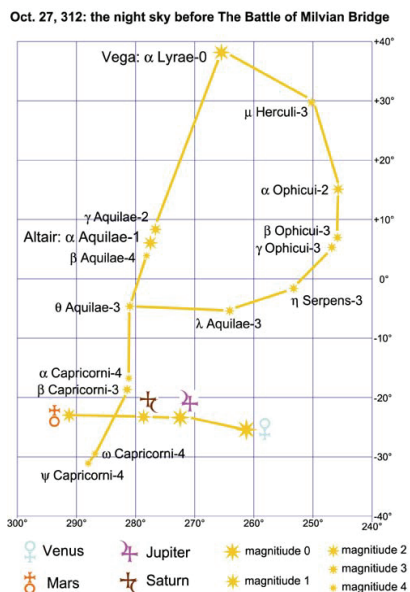 Oct. 27, 312: the night sky before The Battle of Milvian Bridge
+40°
Vega: α Lyrae-0
+30°
μ Herculi-3
+20°
α Ophicui-2
+10°
γ Aquilae-2
Altair: α Aquilae-1
β Ophicui-3
γ Ophicui-3
β Aquilae-4
0°
η Serpens-3
θ Aquilae-3
λ Aquilae-3
-10°
α Capricorni-4
β Capricorni-3
-20°
ω Capricorni-4
-30°
ψ Capricorni-4
-40°
300° 290° 280° 270° 260° 250° 240°
Venus Jupiter magnitiude 0 magnitiude 2
magnitiude 3
Mars Saturn magnitiude 1 magnitiude 4